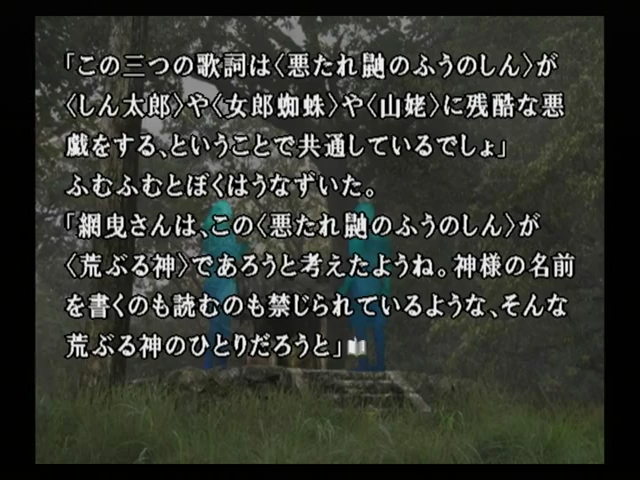 「この三つの歌詞は〈悪たれ鼬のふうのしん〉が
〈しん太郎〉や〈女郎蜘蛛〉や〈山姥〉に残酷な悪
戯をする、ということで共通しているでしょ」
ふむふむとぼくはうなずいた。
「網曳さんは、この〈悪たれ鼬のふうのしん〉が
〈荒ぶる神〉であろうと考えたようね。神様の名前
を書くのも読むのも禁じられているような、そんな
荒ぶる神のひとりだろうと」